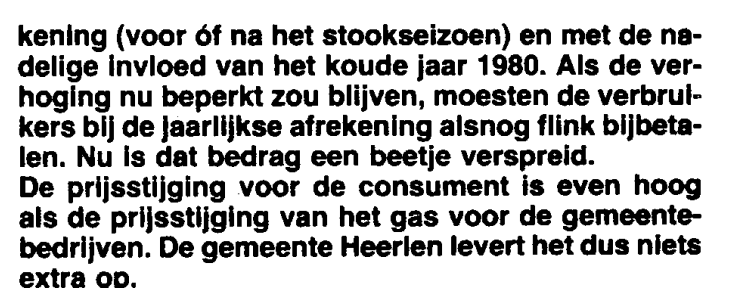 kening (voor óf na het stookseizoen) en met de na-
delige invloed van het koude jaar 1980. Als de ver-
hoging nu beperkt zou blijven, moesten de verbrui-
kers bij de jaarlijkse afrekening alsnog flink bijbeta-
len. Nu is dat bedrag een beetje verspreid.
De prijsstijging voor de consument is even hoog
als de prijsstijging van het gas voor de gemeente-
bedrijven. De gemeente Heerlen levert het dus niets
extra op.